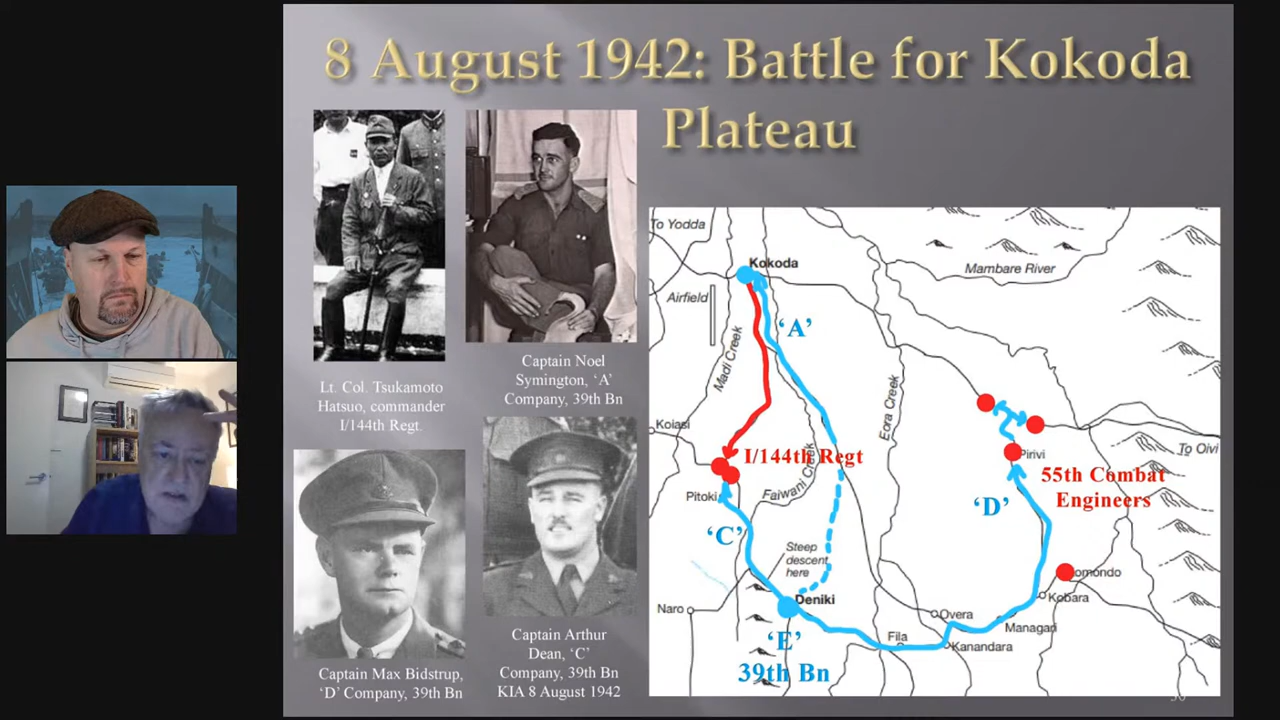 8 August 1942: Battle for Kokoda
Plateau
Lt. Col. Tsukamoto
Hatsuo, commander
I/144th Regt.
Captain Noel
Symington, ‘A’
Company, 39th Bn
Captain Max Bidstrup,
‘D’ Company, 39th Bn
Captain Arthur
Dean, ‘C’
Company, 39th Bn
KIA 8 August 1942
To Yodda
Kokoda
Mambare River
Airfield
‘A’
Madi Creek
Eora Creek
Koiasi
To Oivi
I/144th Regt
Pirivi
55th Combat
Engineers
Pitoki
Faiwani Creek
‘D’
‘C’
Steep
descent
here
omondo
Kobara
Naro
Deniki
Overa
Managari
‘E’
Fila
Kanandara
39th Bn